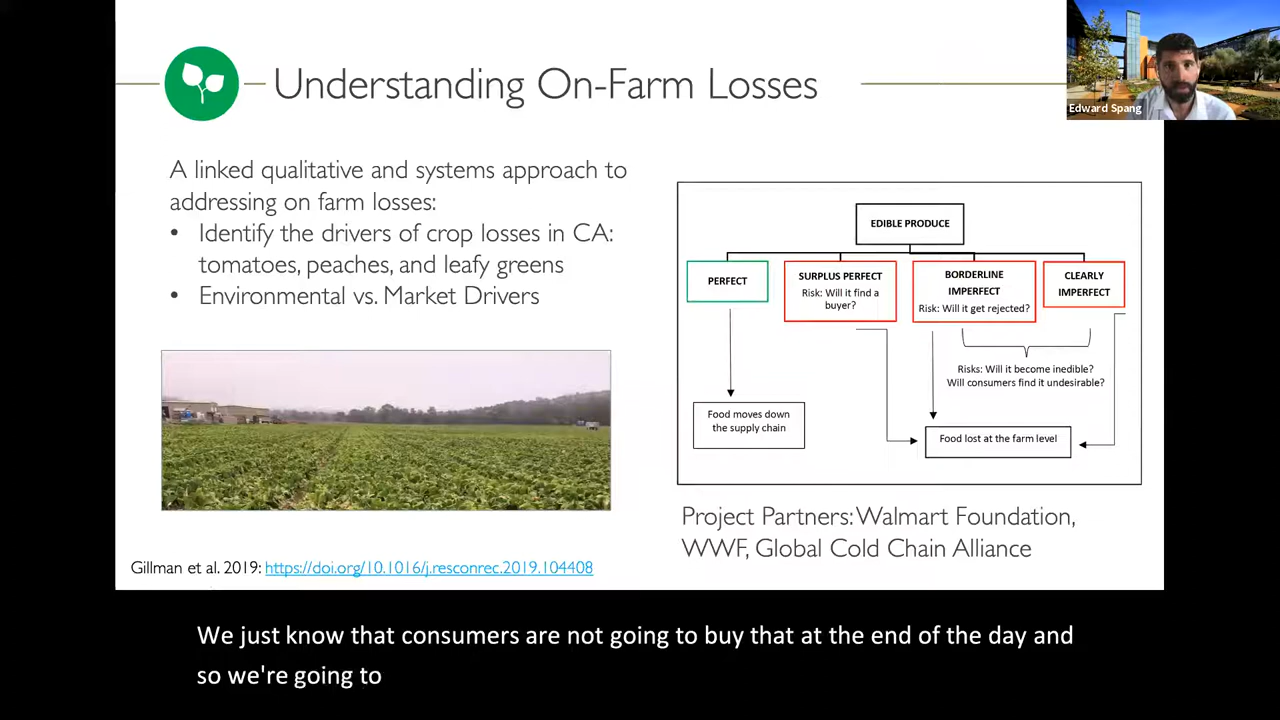 Understanding On-Farm Losses
Edward Spang
A linked qualitative and systems approach to
addressing on farm losses:
• Identify the drivers of crop losses in CA:
tomatoes, peaches, and leafy greens
• Environmental vs. Market Drivers
EDIBLE PRODUCE
PERFECT
SURPLUS PERFECT
Risk: Will it find a
buyer?
BORDERLINE
IMPERFECT
Risk: Will it get rejected?
CLEARLY
IMPERFECT
Risks: Will it become inedible?
Will consumers find it undesirable?
Food moves down
the supply chain
Food lost at the farm level
Project Partners: Walmart Foundation,
WWF, Global Cold Chain Alliance
Gillman et al. 2019: https://doi.org/10.1016/j.resconrec.2019.104408
We just know that consumers are not going to buy that at the end of the day and
so we're going to